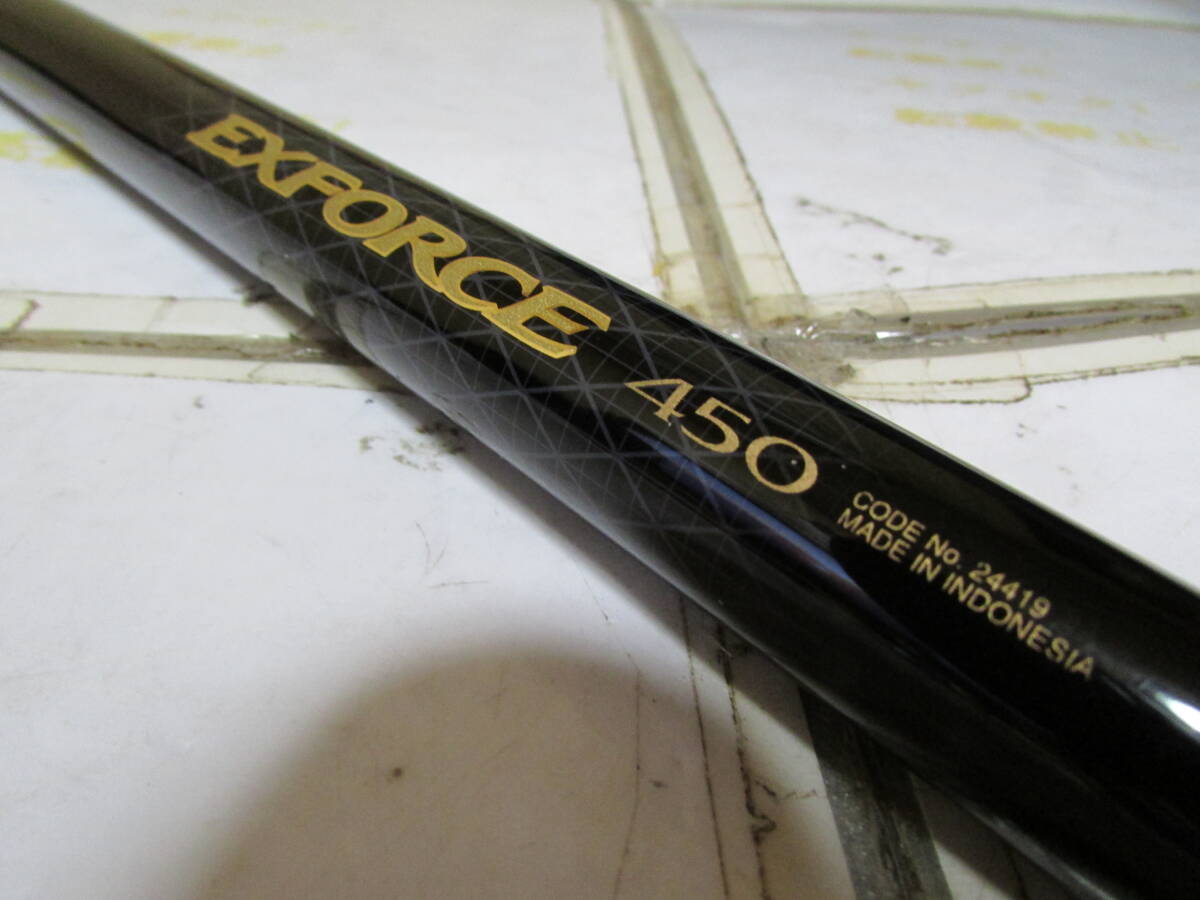 EXFORCE 450
CODE No. 24419
MADE IN INDONESIA